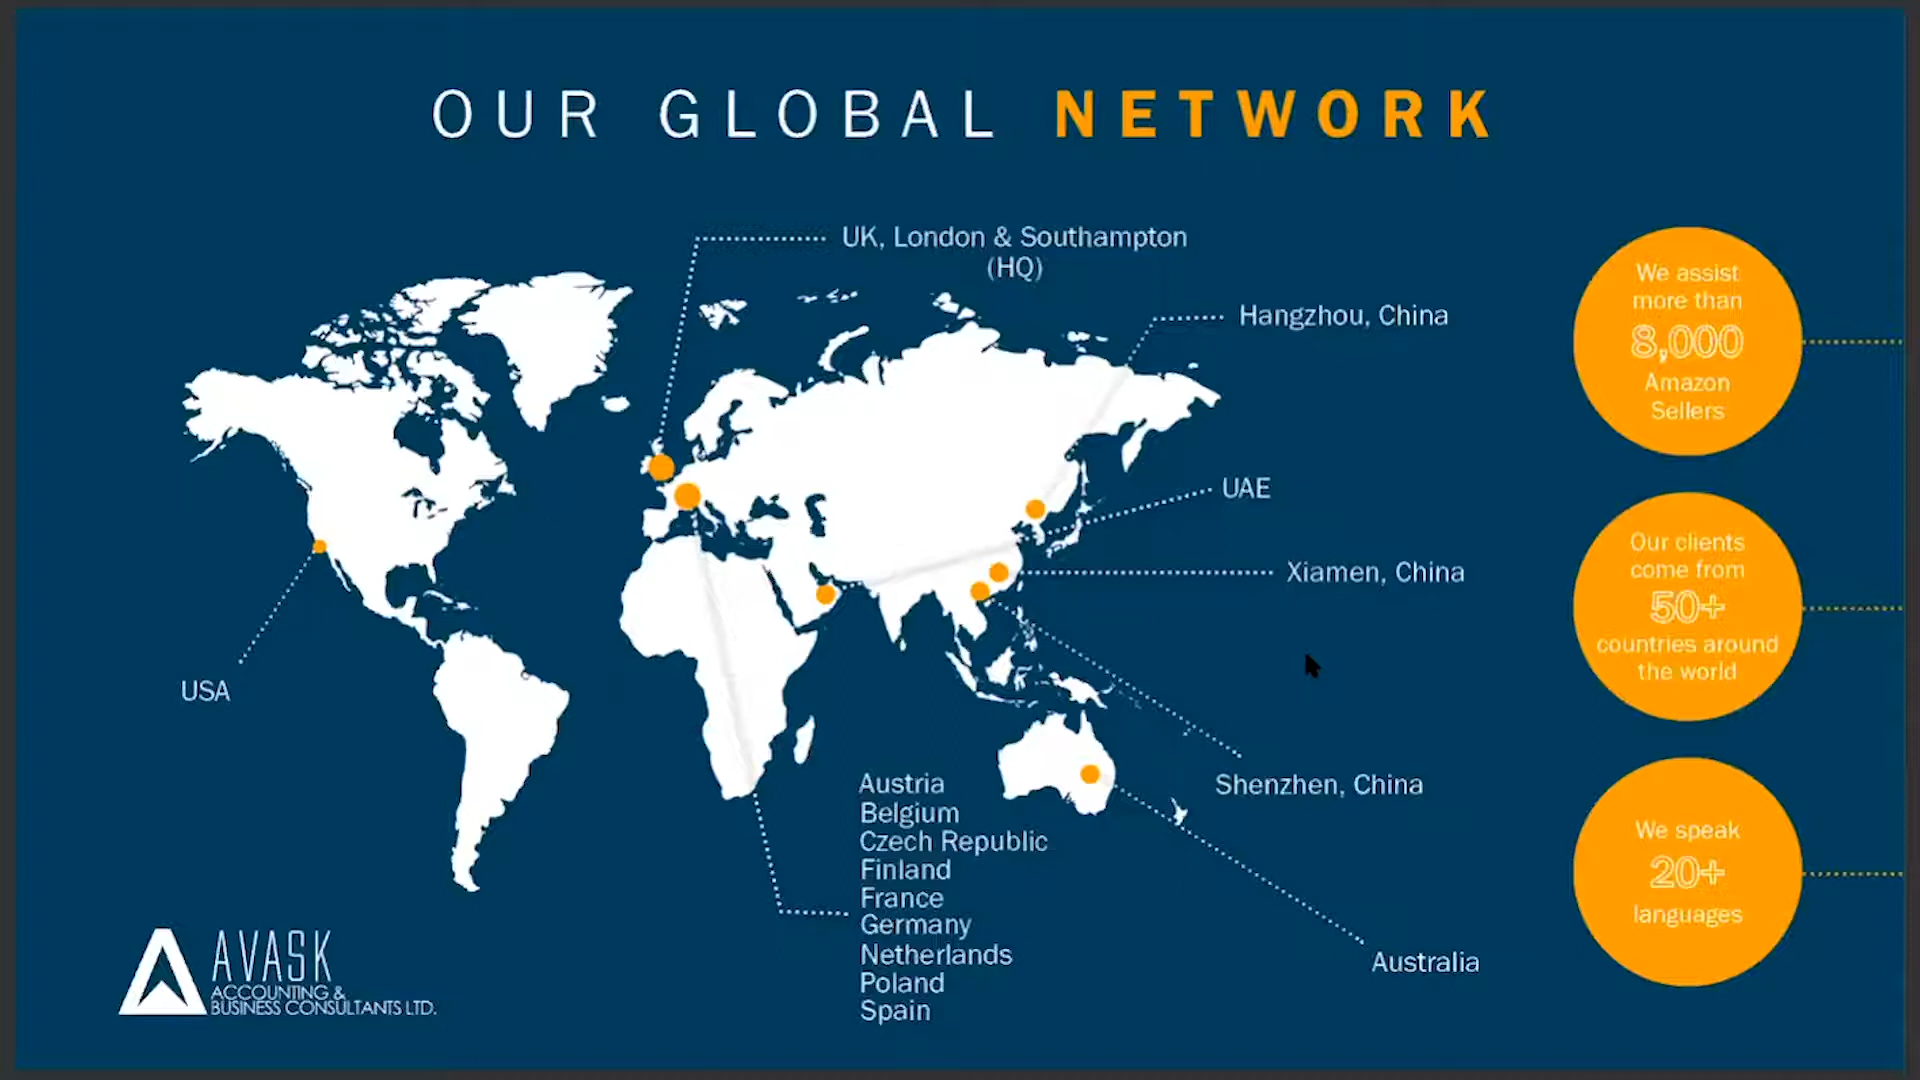 OUR GLOBAL NETWORK
UK, London & Southampton
(HQ)
Hangzhou, China
UAE
Xiamen, China
Shenzhen, China
Australia
USA
Austria
Belgium
Czech Republic
Finland
France
Germany
Netherlands
Poland
Spain
We assist
more than
8,000
Amazon
Sellers
Our clients
come from
50+
countries around
the world
We speak
20+
languages
AVASK
ACCOUNTING &
BUSINESS CONSULTANTS LTD.